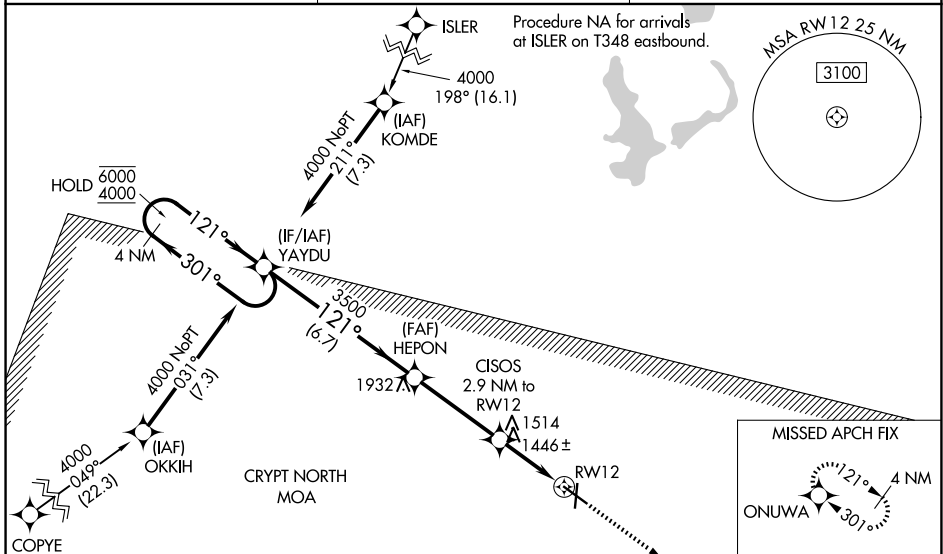 ISLER
Procedure NA for arrivals
at ISLER on T348 eastbound.
MSA RW12 25 NM
3100
4000
198° (16.1)
(IAF)
KOMDE
4000 NoPT
211°
(7.3)
HOLD 6000
4000
121°
4 NM
301°
(IF/IAF)
YAYDU
3500
121°
(6.7)
(FAF)
HEPON
1932
CISOS
2.9 NM to
RW12
1514
1446±
RW12
4000 NoPT
031°
(7.3)
(IAF)
OKKIH
4000
049°
(22.3)
COPYE
CRYPT NORTH
MOA
MISSED APCH FIX
121°
4 NM
ONUWA
301°